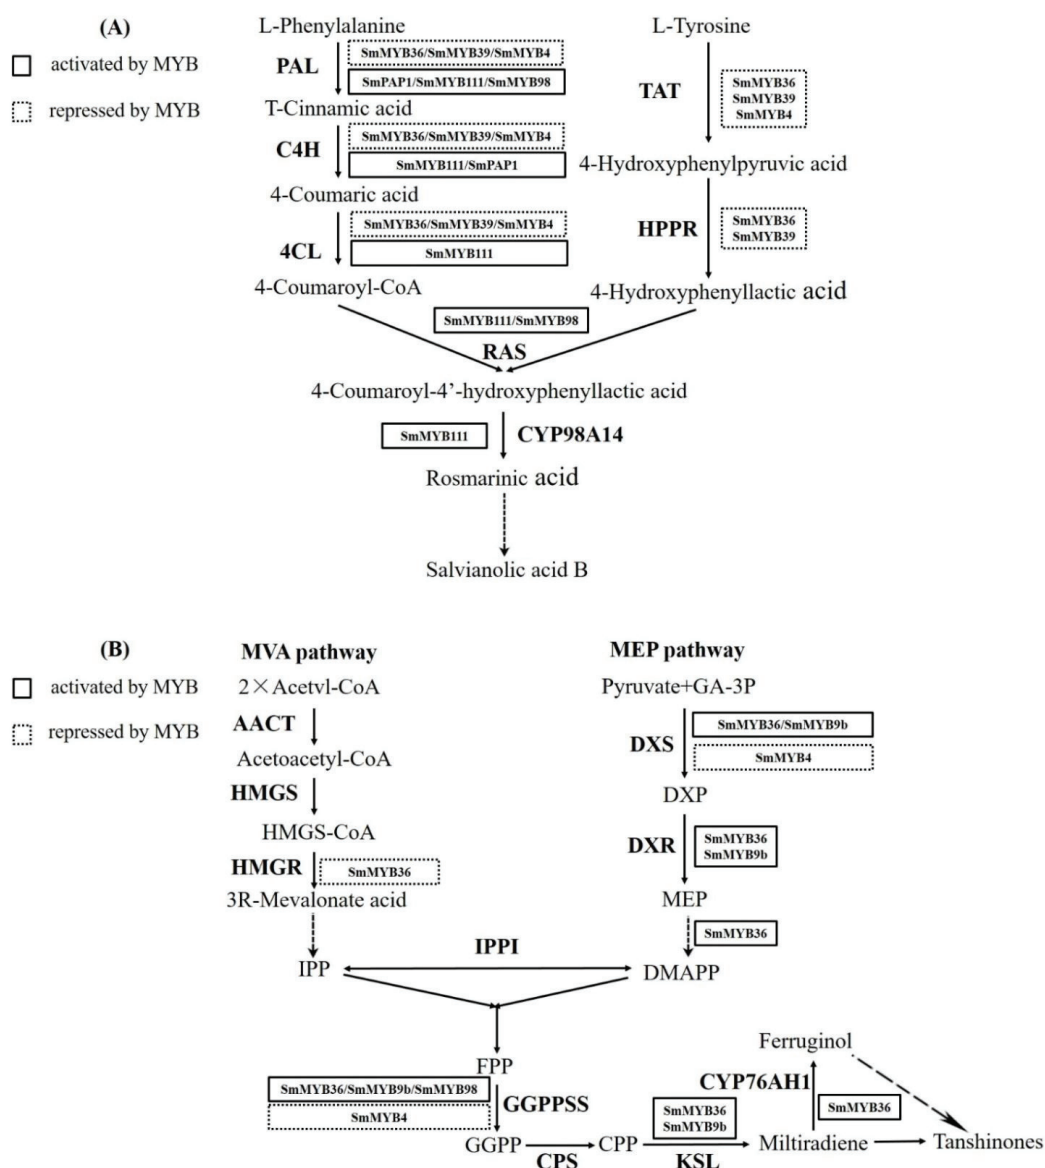 (A)
activated by MYB
repressed by MYB
L-Phenylalanine
PAL
SmMYB36/SmMYB39/SmMYB4
SmPAP1/SmMYB111/SmMYB98
T-Cinnamic acid
C4H
SmMYB36/SmMYB39/SmMYB4
SmMYB111/SmPAP1
4-Coumaric acid
4CL
SmMYB36/SmMYB39/SmMYB4
SmMYB111
4-Coumaroyl-CoA
L-Tyrosine
TAT
SmMYB36
SmMYB39
SmMYB4
4-Hydroxyphenylpyruvic acid
HPPR
SmMYB36
SmMYB39
4-Hydroxyphenyllactic acid
SmMYB111/SmMYB98
RAS
4-Coumaroyl-4’-hydroxyphenyllactic acid
SmMYB111
CYP98A14
Rosmarinic acid
Salvianolic acid B
(B)
activated by MYB
repressed by MYB
MVA pathway
2×Acetvl-CoA
AACT
Acetoacetyl-CoA
HMGS
HMGS-CoA
HMGR
SmMYB36
3R-Mevalonate acid
IPP
MEP pathway
Pyruvate+GA-3P
DXS
SmMYB36/SmMYB9b
SmMYB4
DXP
DXR
SmMYB36
SmMYB9b
MEP
SmMYB36
IPPI
DMAPP
FPP
SmMYB36/SmMYB9b/SmMYB98
SmMYB4
GGPPSS
GGPP
CPS
CPP
SmMYB36
SmMYB9b
KSL
Miltiradiene
CYP76AH1
SmMYB36
Ferruginol
Tanshinones